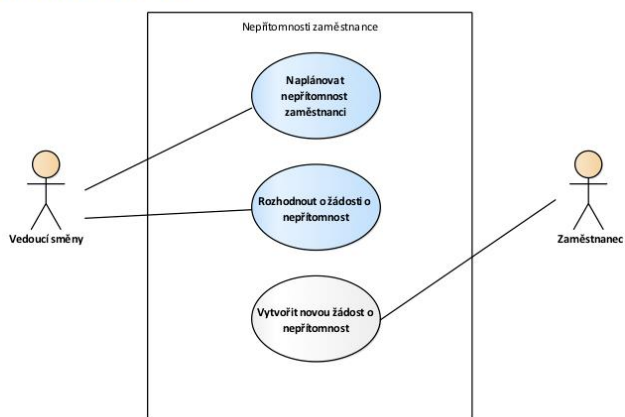 Nepřítomnosti zaměstnance
Naplánovat
nepřítomnost
zaměstnanci
Rozhodnout o žádosti o
nepřítomnost
Vedoucí směny
Zaměstnanec
Vytvořit novou žádost o
nepřítomnost